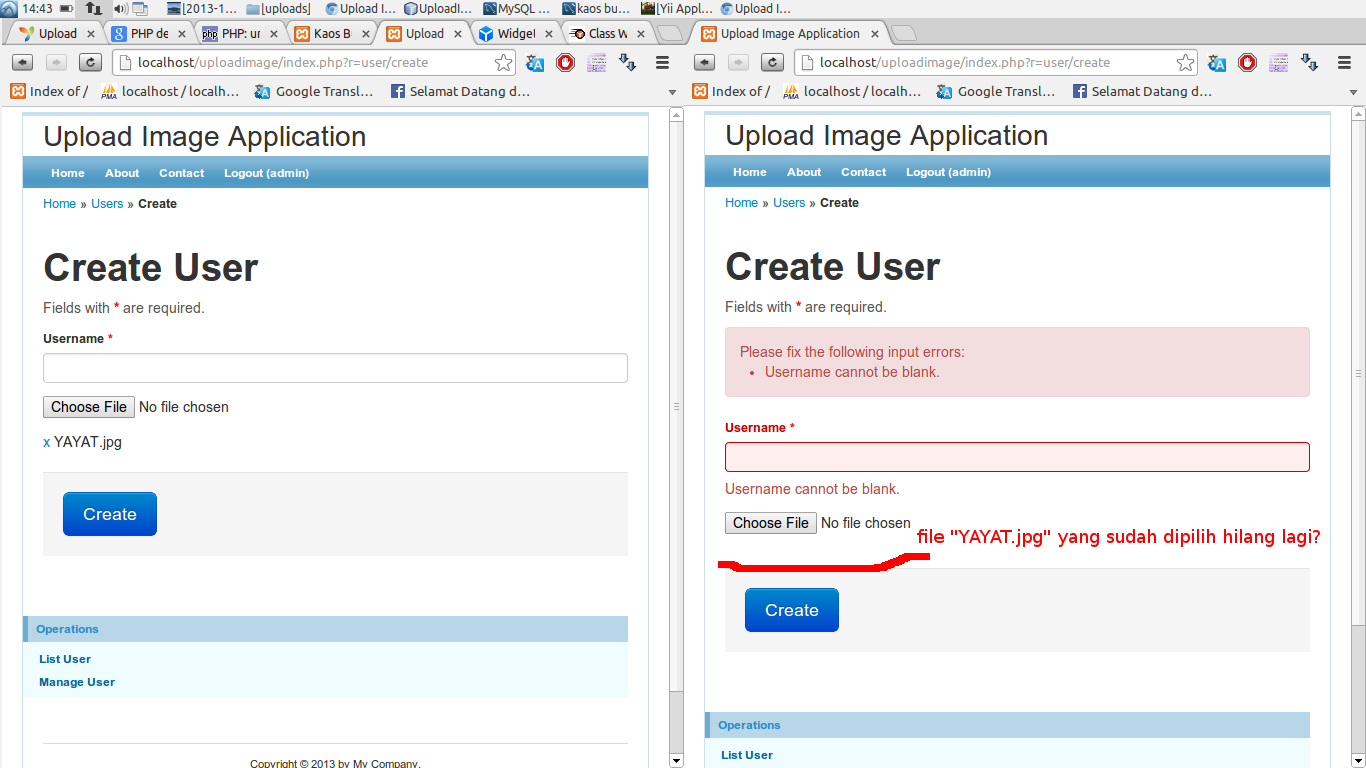 14:43 [2013-1... [uploads] Upload I... UploadI... MySQL ... kaos bu... [Yii Appl... Upload I...
Upload PHP de PHP: ur Kaos B Upload Widge Class W
localhost/uploadimage/index.php?r=user/create
Index of / localhost / localh... Google Transl... Selamat Datang d...
Upload Image Application
Home About Contact Logout (admin)
Home » Users » Create
Create User
Fields with * are required.
Username *
Choose File No file chosen
x YAYAT.jpg
Create
Operations
List User
Manage User
Copyright © 2013 by My Company.
Upload Image Application
localhost/uploadimage/index.php?r=user/create
Index of / localhost / localh... Google Transl... Selamat Datang d...
Upload Image Application
Home About Contact Logout (admin)
Home » Users » Create
Create User
Fields with * are required.
Please fix the following input errors:
• Username cannot be blank.
Username *
Username cannot be blank.
Choose File No file chosen
file "YAYAT.jpg" yang sudah dipilih hilang lagi?
Create
Operations
List User